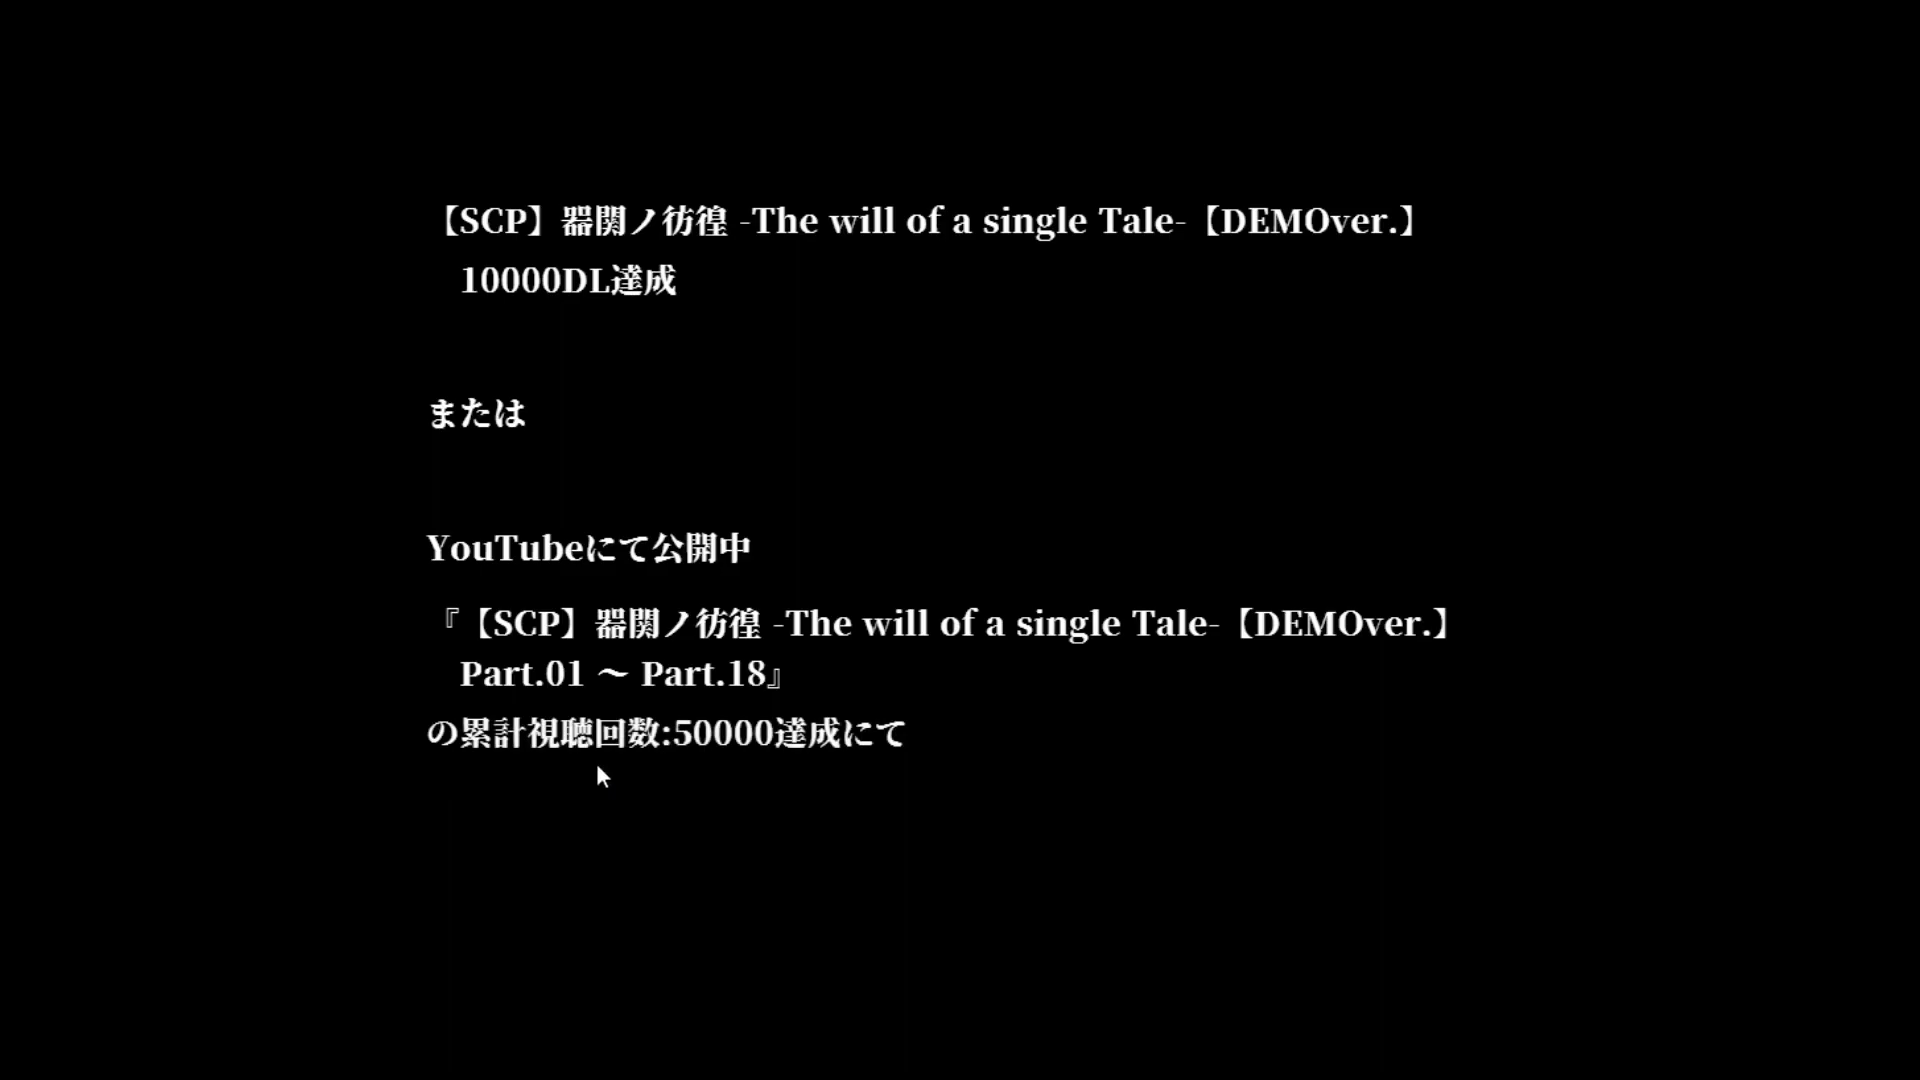 【SCP】器関ノ彷徨 -The will of a single Tale-【DEMOver.】
10000DL達成
または
YouTubeにて公開中
『【SCP】器関ノ彷徨 -The will of a single Tale-【DEMOver.】
Part.01 ～ Part.18』
の累計視聴回数:50000達成にて